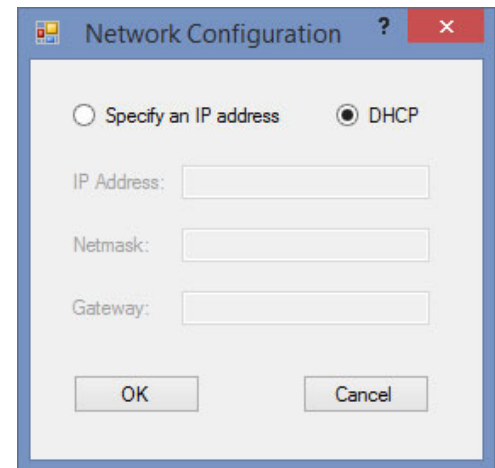 Network Configuration ?
Specify an IP address DHCP
IP Address:
Netmask:
Gateway:
OK Cancel